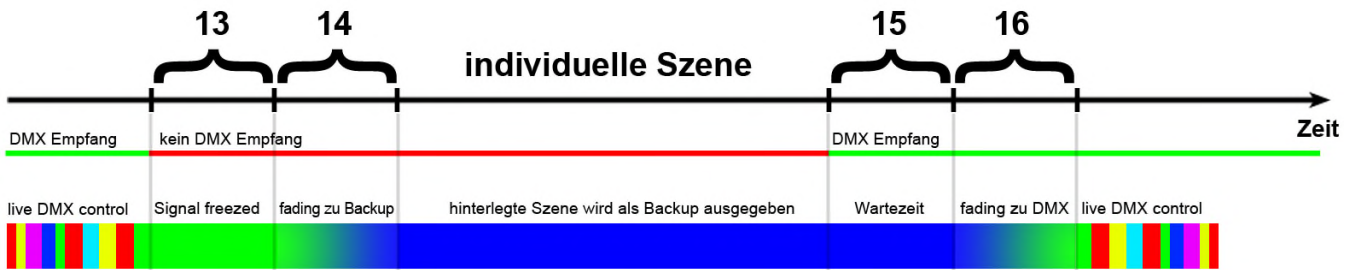 13 14 15 16
individuelle Szene
Zeit
DMX Empfang kein DMX Empfang DMX Empfang
live DMX control Signal freezed fading zu Backup hinterlegte Szene wird als Backup ausgegeben Wartezeit fading zu DMX live DMX control